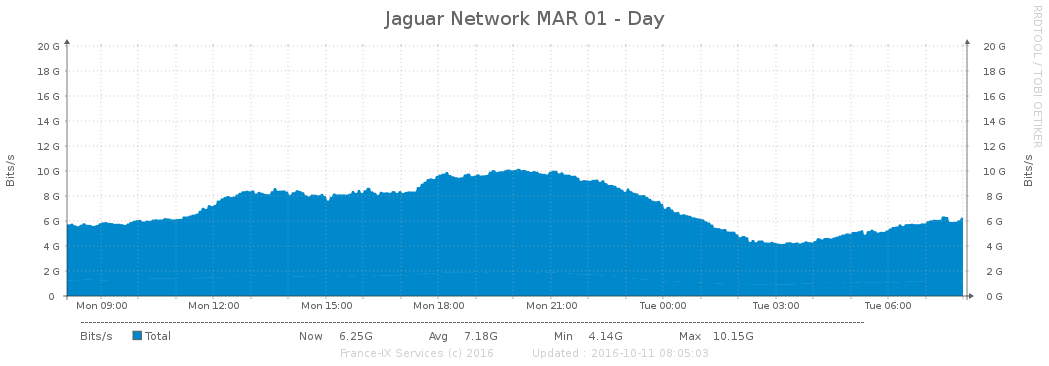 Jaguar Network MAR 01 - Day
RRDTOOL / TOBI OETIKER
Bits/s
Bits/s
20 G 20 G
18 G 18 G
16 G 16 G
14 G 14 G
12 G 12 G
10 G 10 G
8 G 8 G
6 G 6 G
4 G 4 G
2 G 2 G
0 0 G
Mon 09:00 Mon 12:00 Mon 15:00 Mon 18:00 Mon 21:00 Tue 00:00 Tue 03:00 Tue 06:00
Bits/s Total Now 6.25G Avg 7.18G Min 4.14G Max 10.15G
France-IX Services (c) 2016 Updated : 2016-10-11 08:05:03